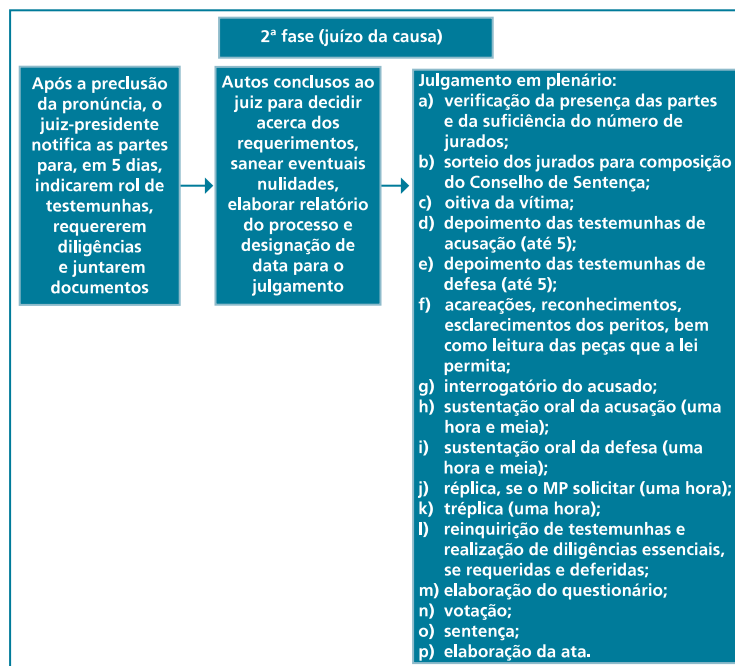 2ª fase (juízo da causa)
Após a preclusão
da pronúncia, o
juiz-presidente
notifica as partes
para, em 5 dias,
indicarem rol de
testemunhas,
requererem
diligências
e juntarem
documentos
Autos conclusos ao
juiz para decidir
acerca dos
requerimentos,
sanear eventuais
nulidades,
elaborar relatório
do processo e
designação de
data para o
julgamento
Julgamento em plenário:
a) verificação da presença das partes
e da suficiência do número de
jurados;
b) sorteio dos jurados para composição
do Conselho de Sentença;
c) oitiva da vítima;
d) depoimento das testemunhas de
acusação (até 5);
e) depoimento das testemunhas de
defesa (até 5);
f) acareações, reconhecimentos,
esclarecimentos dos peritos, bem
como leitura das peças que a lei
permita;
g) interrogatório do acusado;
h) sustentação oral da acusação (uma
hora e meia);
i) sustentação oral da defesa (uma
hora e meia);
j) réplica, se o MP solicitar (uma hora);
k) tréplica (uma hora);
l) reinquirição de testemunhas e
realização de diligências essenciais,
se requeridas e deferidas;
m) elaboração do questionário;
n) votação;
o) sentença;
p) elaboração da ata.